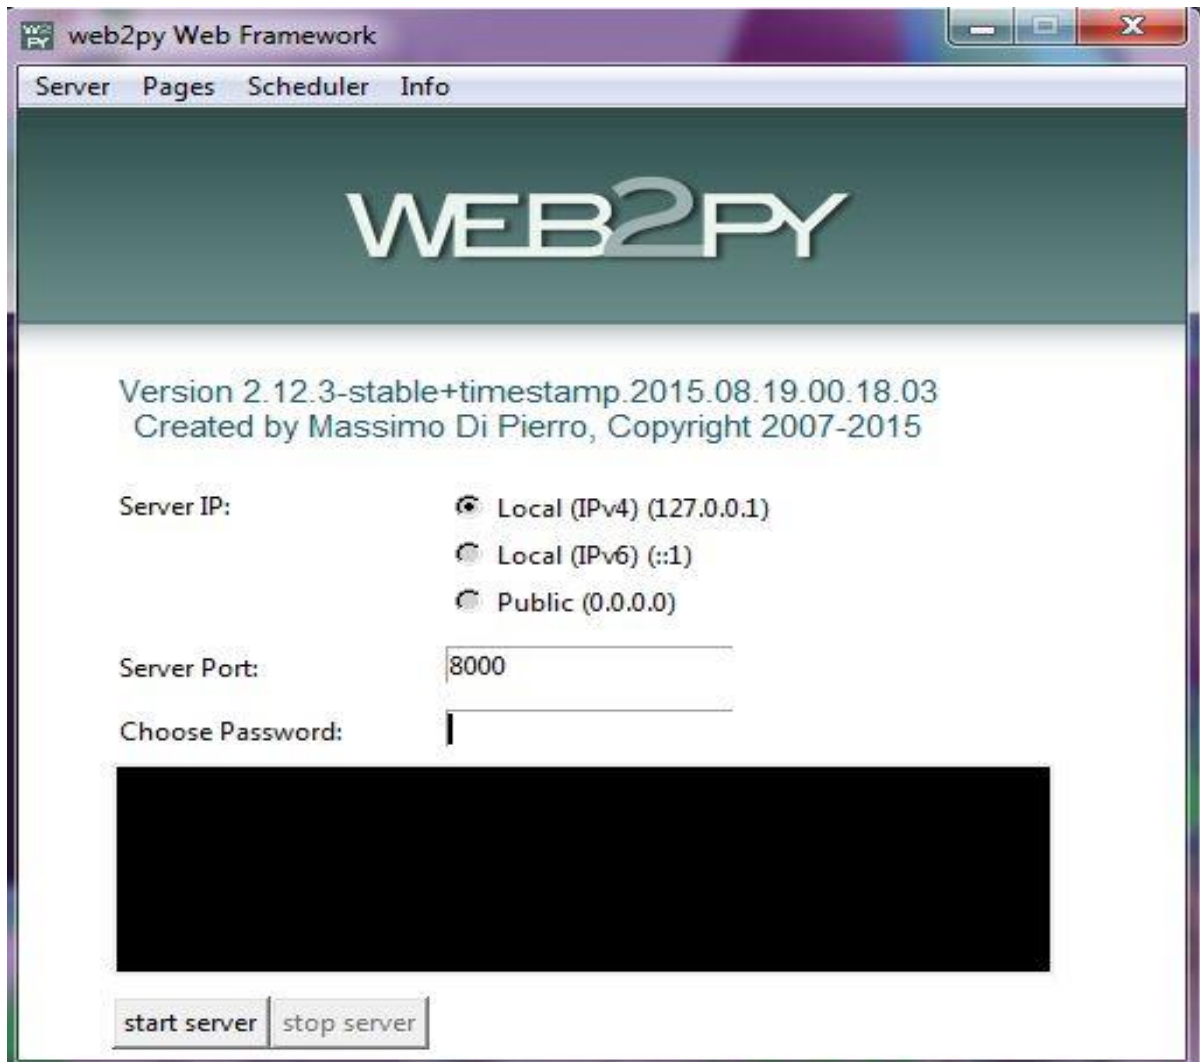 web2py Web Framework
Server Pages Scheduler Info
WEB2PY
Version 2.12.3-stable+timestamp.2015.08.19.00.18.03
Created by Massimo Di Pierro, Copyright 2007-2015
Server IP: Local (IPv4) (127.0.0.1)
Local (IPv6) (::1)
Public (0.0.0.0)
Server Port: 8000
Choose Password:
start server stop server